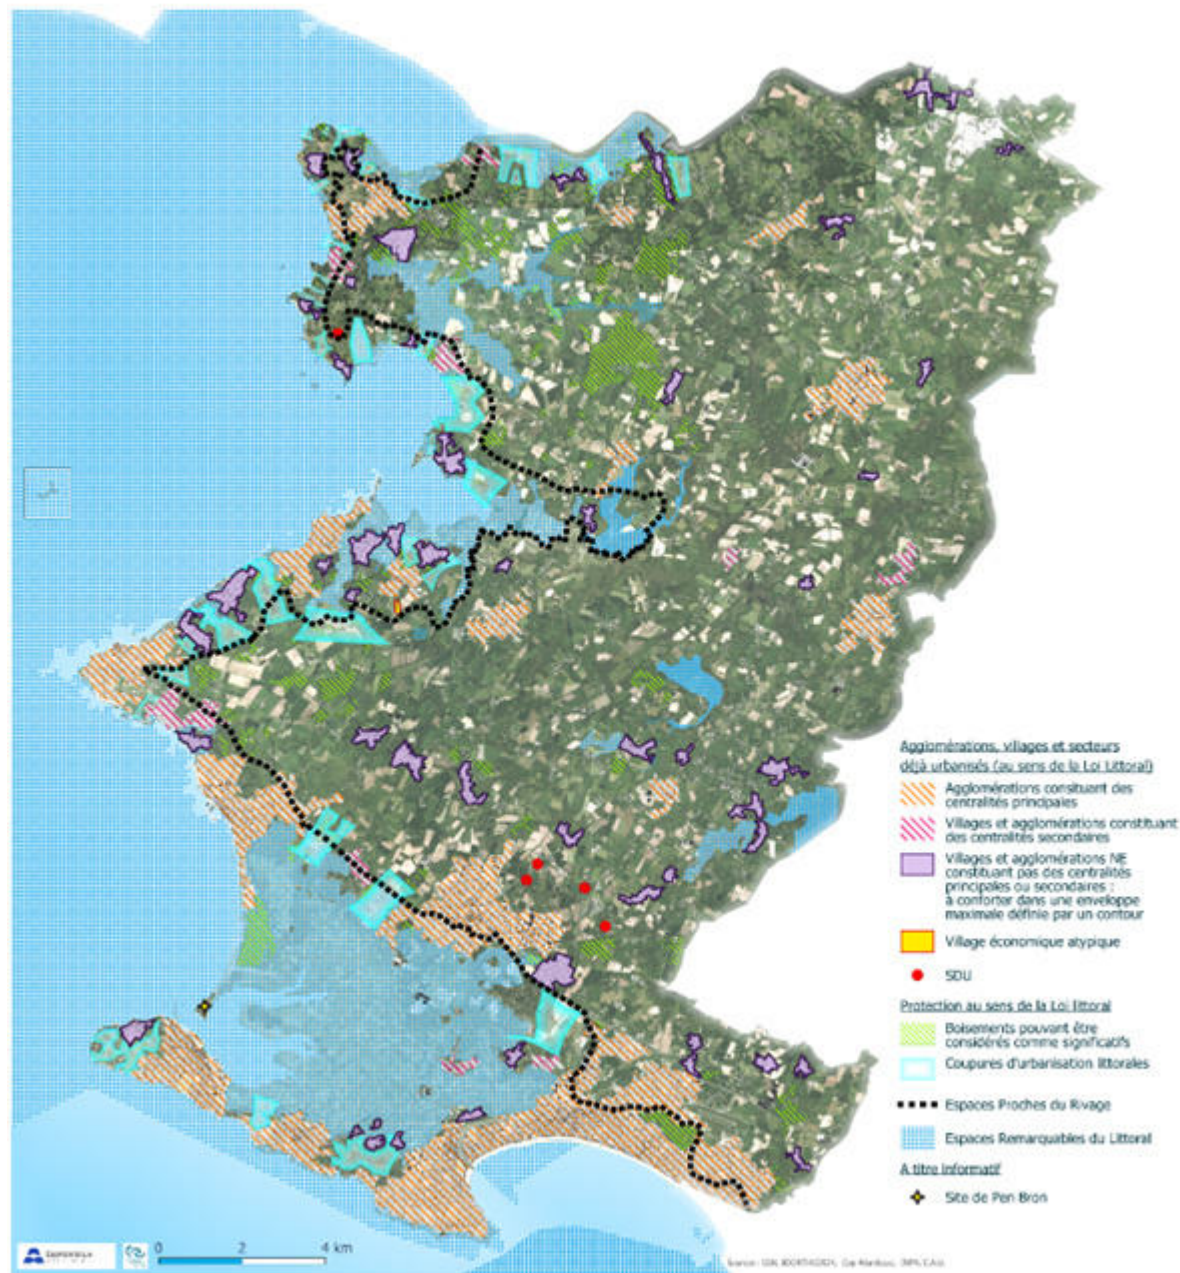 Agglomérations, villages et secteurs
déjà urbanisés (au sens de la Loi Littoral)
Agglomérations consituant des
centralités principales
Villages et agglomérations constituant
des centralités secondaires
Villages et agglomérations NE
constituant pas des centralités
principales ou secondaires :
à conforter dans une enveloppe
maximale définie par un contour
Village économique atypique
SDU
Protection au sens de la Loi littoral
Boisements pouvant être
considérés comme significatifs
Coupures d'urbanisation littorales
Espaces Proches du Rivage
Espaces Remarquables du Littoral
A titre informatif
Site de Pen Bron
0 2 4 km